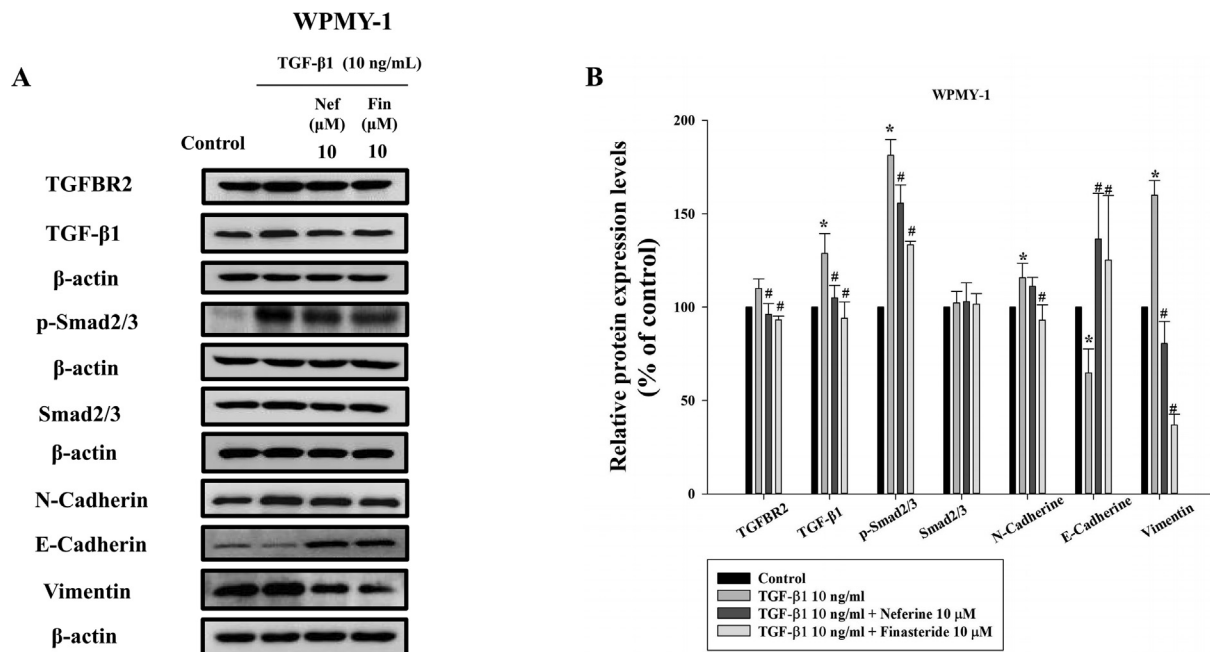 WPMY-1
TGF-β1 (10 ng/mL)
A
Nef
(μM)
10
Fin
(μM)
10
Control
TGFBR2
TGF-β1
β-actin
p-Smad2/3
β-actin
Smad2/3
β-actin
N-Cadherin
E-Cadherin
Vimentin
β-actin
B
WPMY-1
Relative protein expression levels
(% of control)
200
150
100
50
0
*
#
#
*
#
#
*
#
#
*
#
*
#
#
*
#
#
TGFBR2
TGF-β1
p-Smad2/3
Smad2/3
N-Cadherine
E-Cadherine
Vimentin
Control
TGF-β1 10 ng/ml
TGF-β1 10 ng/ml + Neferine 10 μM
TGF-β1 10 ng/ml + Finasteride 10 μM